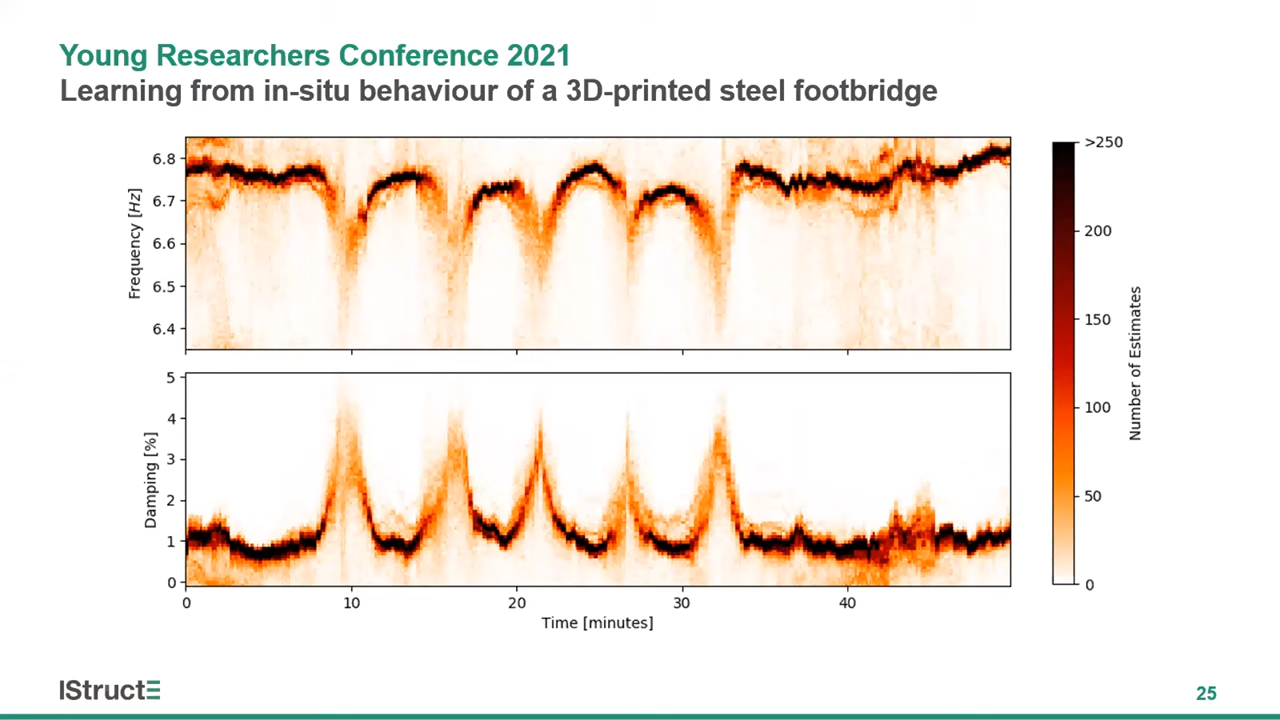 Young Researchers Conference 2021
Learning from in-situ behaviour of a 3D-printed steel footbridge
Frequency [Hz]
6.8
6.7
6.6
6.5
6.4
Damping [%]
5
4
3
2
1
0
0 10 20 30 40
Time [minutes]
>250
200
150
100
50
0
Number of Estimates
IStructE
25